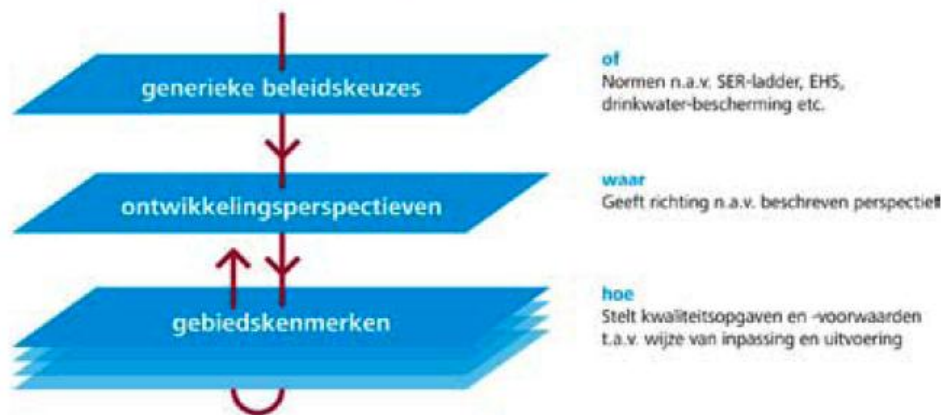 generieke beleidskeuzes
of
Normen n.a.v. SER-ladder, EHS,
drinkwater-bescherming etc.
ontwikkelingsperspectieven
waar
Geeft richting n.a.v. beschreven perspectief
gebiedskenmerken
hoe
Stelt kwaliteitsopgaven en -voorwaarden
t.a.v. wijze van inpassing en uitvoering